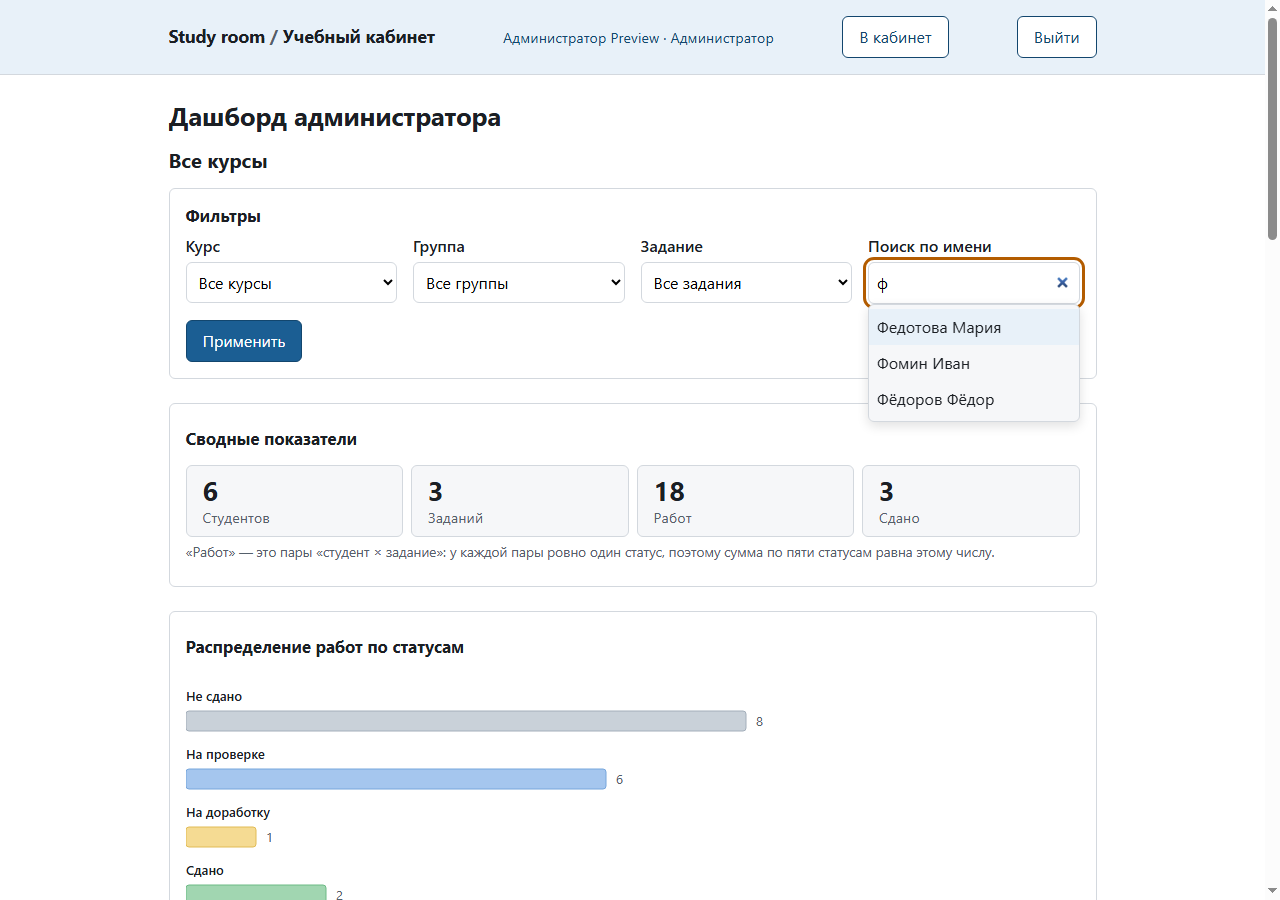 Study room / Учебный кабинет
Администратор Preview · Администратор
В кабинет
Выйти
Дашборд администратора
Все курсы
Фильтры
Курс
Группа
Задание
Поиск по имени
Все курсы
Все группы
Все задания
ф
Применить
Федотова Мария
Фомин Иван
Фёдоров Фёдор
Сводные показатели
6
Студентов
3
Заданий
18
Работ
3
Сдано
«Работ» — это пары «студент × задание»: у каждой пары ровно один статус, поэтому сумма по пяти статусам равна этому числу.
Распределение работ по статусам
Не сдано
8
На проверке
6
На доработку
1
Сдано
2